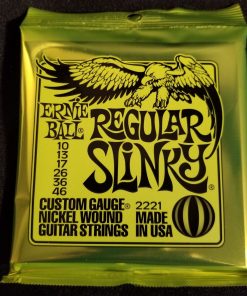 ERNIE BALL®
REGULAR SLINKY®
10
13
17
26
36
46
CUSTOM GAUGE® 2221
NICKEL WOUND MADE
GUITAR STRINGS IN USA